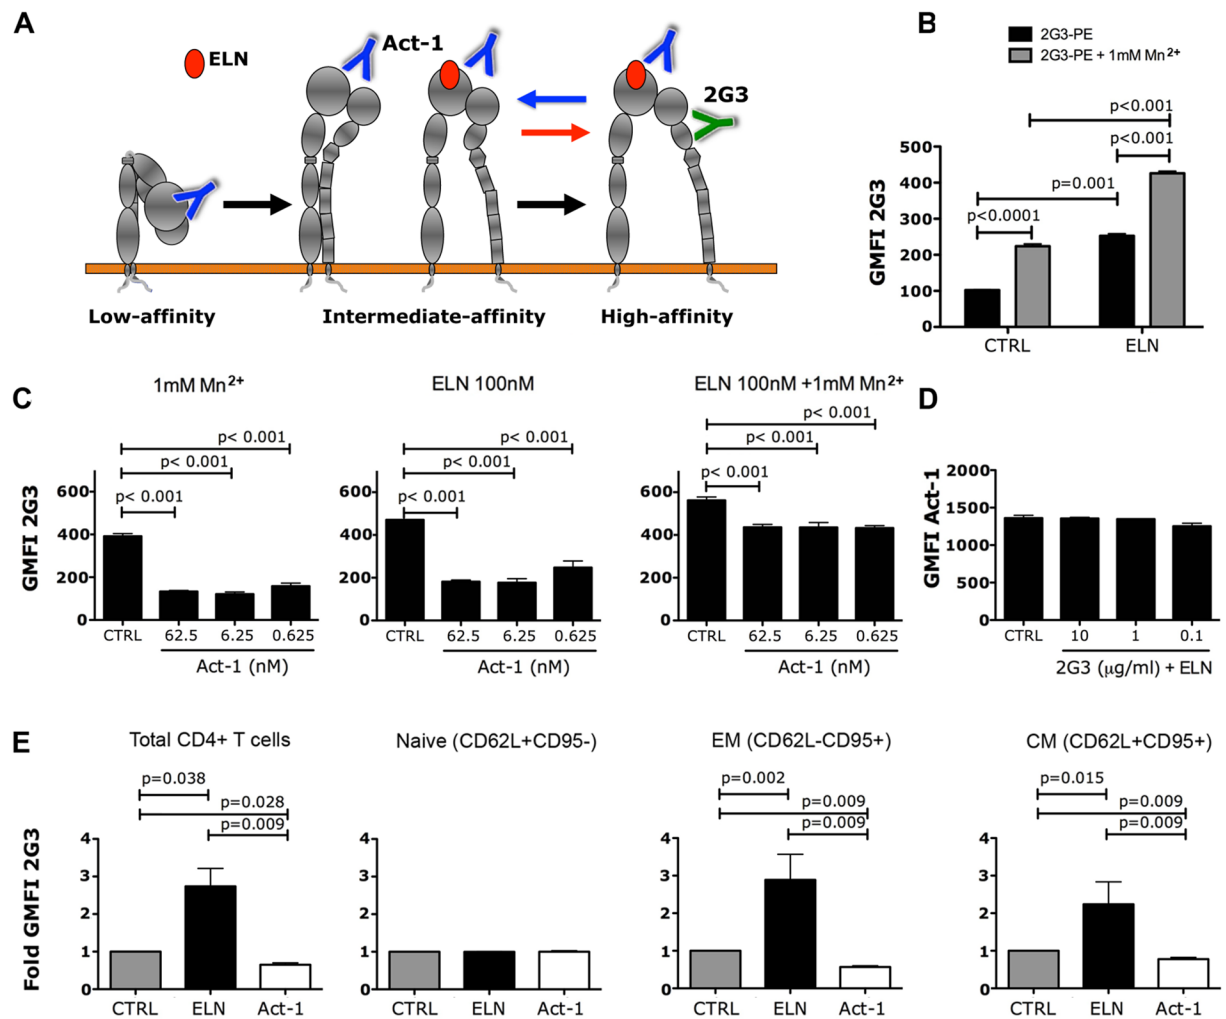 A
ELN
Act-1
2G3
Low-affinity
Intermediate-affinity
High-affinity
B
2G3-PE
2G3-PE + 1mM Mn2+
p<0.001
p<0.001
p=0.001
p<0.0001
GMFI 2G3
500
400
300
200
100
0
CTRL
ELN
C
1mM Mn2+
p< 0.001
p< 0.001
p< 0.001
GMFI 2G3
600
400
200
0
CTRL
62.5
6.25
0.625
Act-1 (nM)
ELN 100nM
p< 0.001
p< 0.001
p< 0.001
600
400
200
0
CTRL
62.5
6.25
0.625
Act-1 (nM)
ELN 100nM +1mM Mn2+
p< 0.001
p< 0.001
p< 0.001
600
400
200
0
CTRL
62.5
6.25
0.625
Act-1 (nM)
D
GMFI Act-1
2000
1500
1000
500
0
CTRL
10
1
0.1
2G3 (µg/ml) + ELN
E
Total CD4+ T cells
p=0.038
p=0.028
p=0.009
Fold GMFI 2G3
4
3
2
1
0
CTRL
ELN
Act-1
Naive (CD62L+CD95-)
4
3
2
1
0
CTRL
ELN
Act-1
EM (CD62L-CD95+)
p=0.002
p=0.009
p=0.009
4
3
2
1
0
CTRL
ELN
Act-1
CM (CD62L+CD95+)
p=0.015
p=0.009
p=0.009
4
3
2
1
0
CTRL
ELN
Act-1